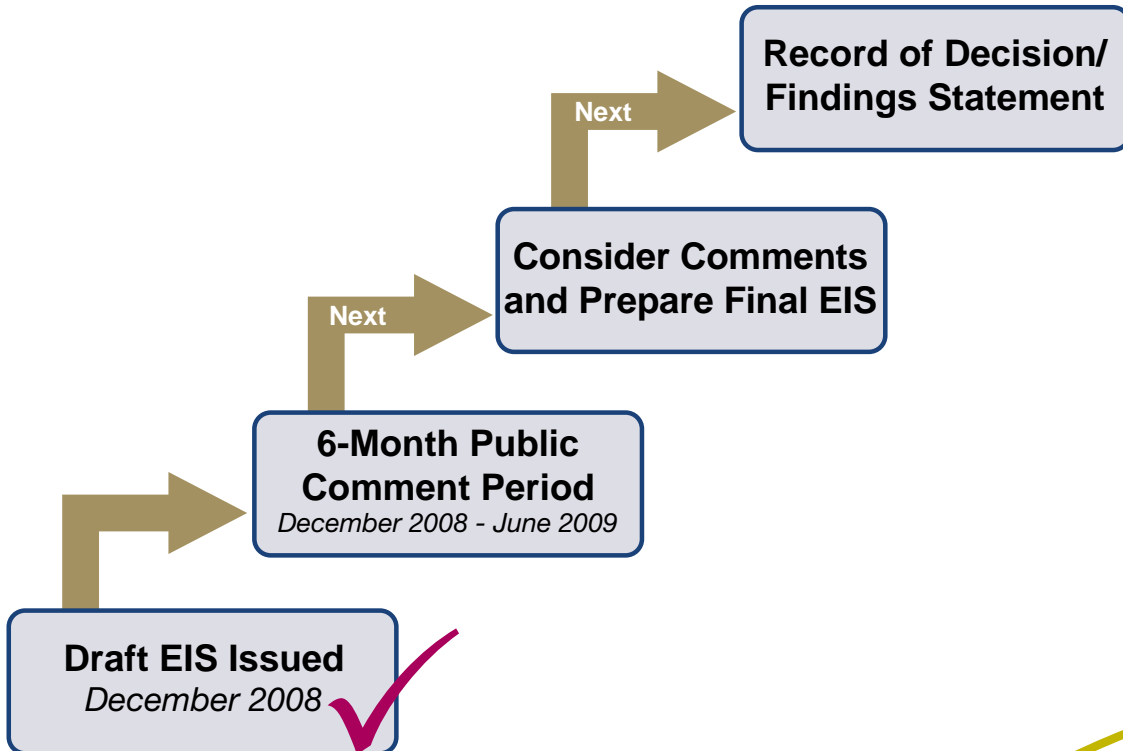 Record of Decision/
Findings Statement
Next
Consider Comments
and Prepare Final EIS
Next
6-Month Public
Comment Period
December 2008 - June 2009
Draft EIS Issued
December 2008